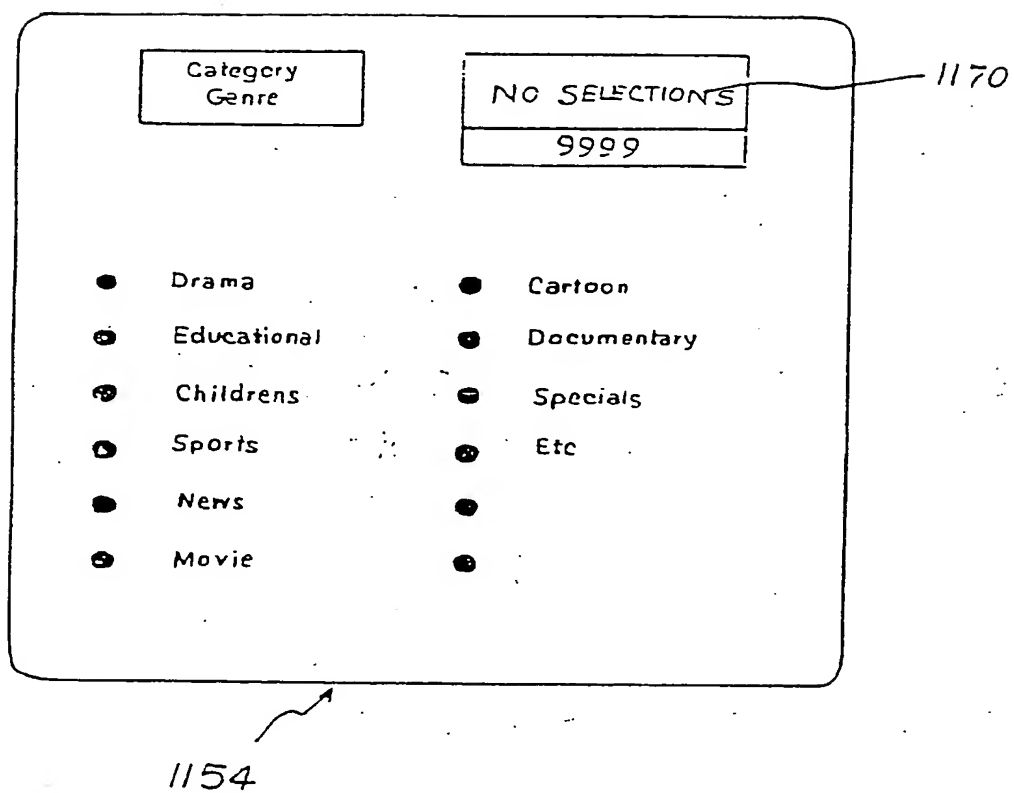 Category
Genre
NO SELECTIONS
9999
1170
Drama
Educational
Childrens
Sports
News
Movie
Cartoon
Documentary
Specials
Etc
1154